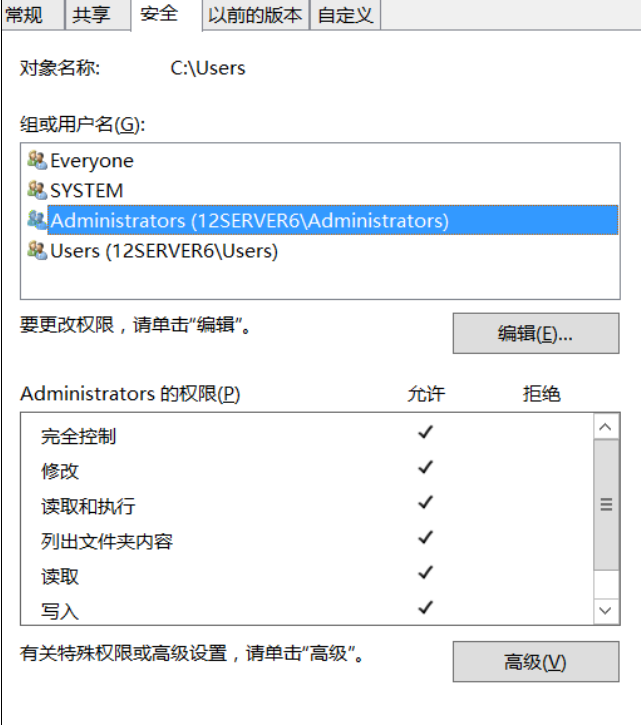 常规 共享 安全 以前的版本 自定义
对象名称: C:\Users
组或用户名(G):
Everyone
SYSTEM
Administrators (12SERVER6\Administrators)
Users (12SERVER6\Users)
要更改权限，请单击“编辑”。
编辑(E)...
Administrators 的权限(P) 允许 拒绝
完全控制
修改
读取和执行
列出文件夹内容
读取
写入
有关特殊权限或高级设置，请单击“高级”。
高级(V)